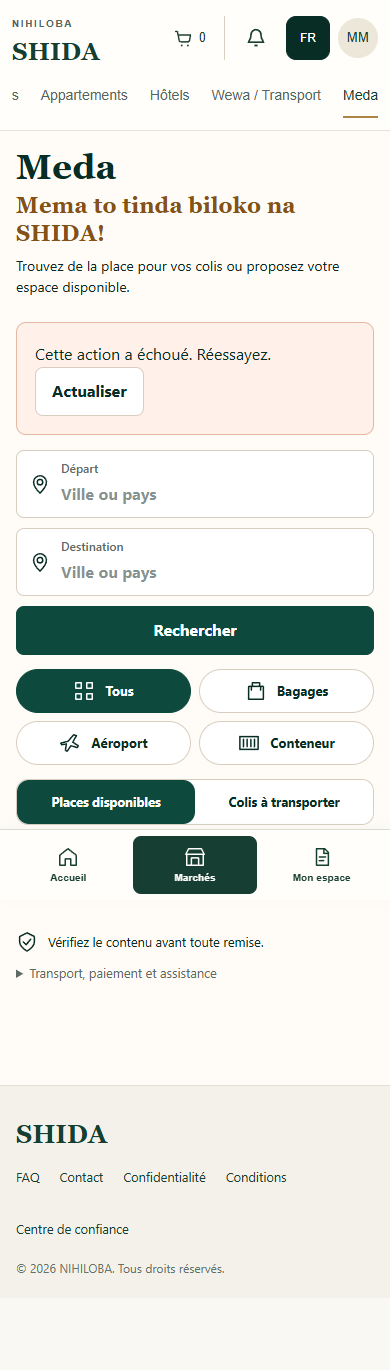 NIHILOBA
SHIDA
0
FR
MM
s
Appartements
Hôtels
Wewa / Transport
Meda
Meda
Mema to tinda biloko na
SHIDA!
Trouvez de la place pour vos colis ou proposez votre
espace disponible.
Cette action a échoué. Réessayez.
Actualiser
Départ
Ville ou pays
Destination
Ville ou pays
Rechercher
Tous
Bagages
Aéroport
Conteneur
Places disponibles
Colis à transporter
Accueil
Marchés
Mon espace
Vérifiez le contenu avant toute remise.
Transport, paiement et assistance
SHIDA
FAQ
Contact
Confidentialité
Conditions
Centre de confiance
© 2026 NIHILOBA. Tous droits réservés.